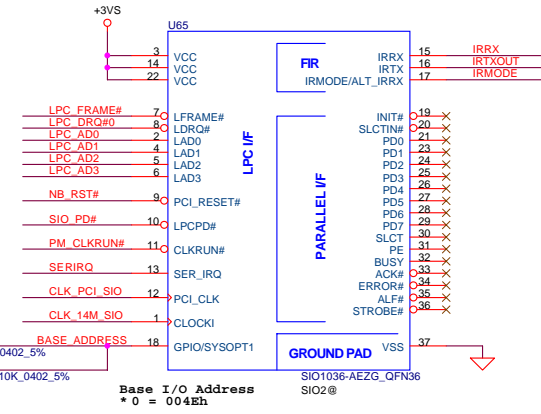 +3VS
U65
3 VCC
14 VCC
22 VCC
FIR
IRRX 15 IRRX
IRTX 16 IRTXOUT
IRMODE/ALT_IRRX 17 IRMODE
LPC_FRAME# 7 LFRAME#
LPC_DRQ#0 8 LDRQ#
LPC_AD0 2 LAD0
LPC_AD1 4 LAD1
LPC_AD2 5 LAD2
LPC_AD3 6 LAD3
NB_RST# 9 PCI_RESET#
SIO_PD# 10 LPCPD#
PM_CLKRUN# 11 CLKRUN#
SERIRQ 13 SER_IRQ
CLK_PCI_SIO 12 PCI_CLK
CLK_14M_SIO 1 CLOCKI
BASE_ADDRESS 18 GPIO/SYSOPT1
LPC I/F
PARALLEL I/F
INIT# 19
SLCTIN# 20
PD0 21
PD1 23
PD2 24
PD3 25
PD4 26
PD5 27
PD6 28
PD7 29
SLCT 30
PE 31
BUSY 32
ACK# 33
ERROR# 34
ALF# 35
STROBE# 36
GROUND PAD
VSS 37
0402_5%
10K_0402_5%
SIO1036-AEZG_QFN36
SIO2@
Base I/O Address
* 0 = 004Eh